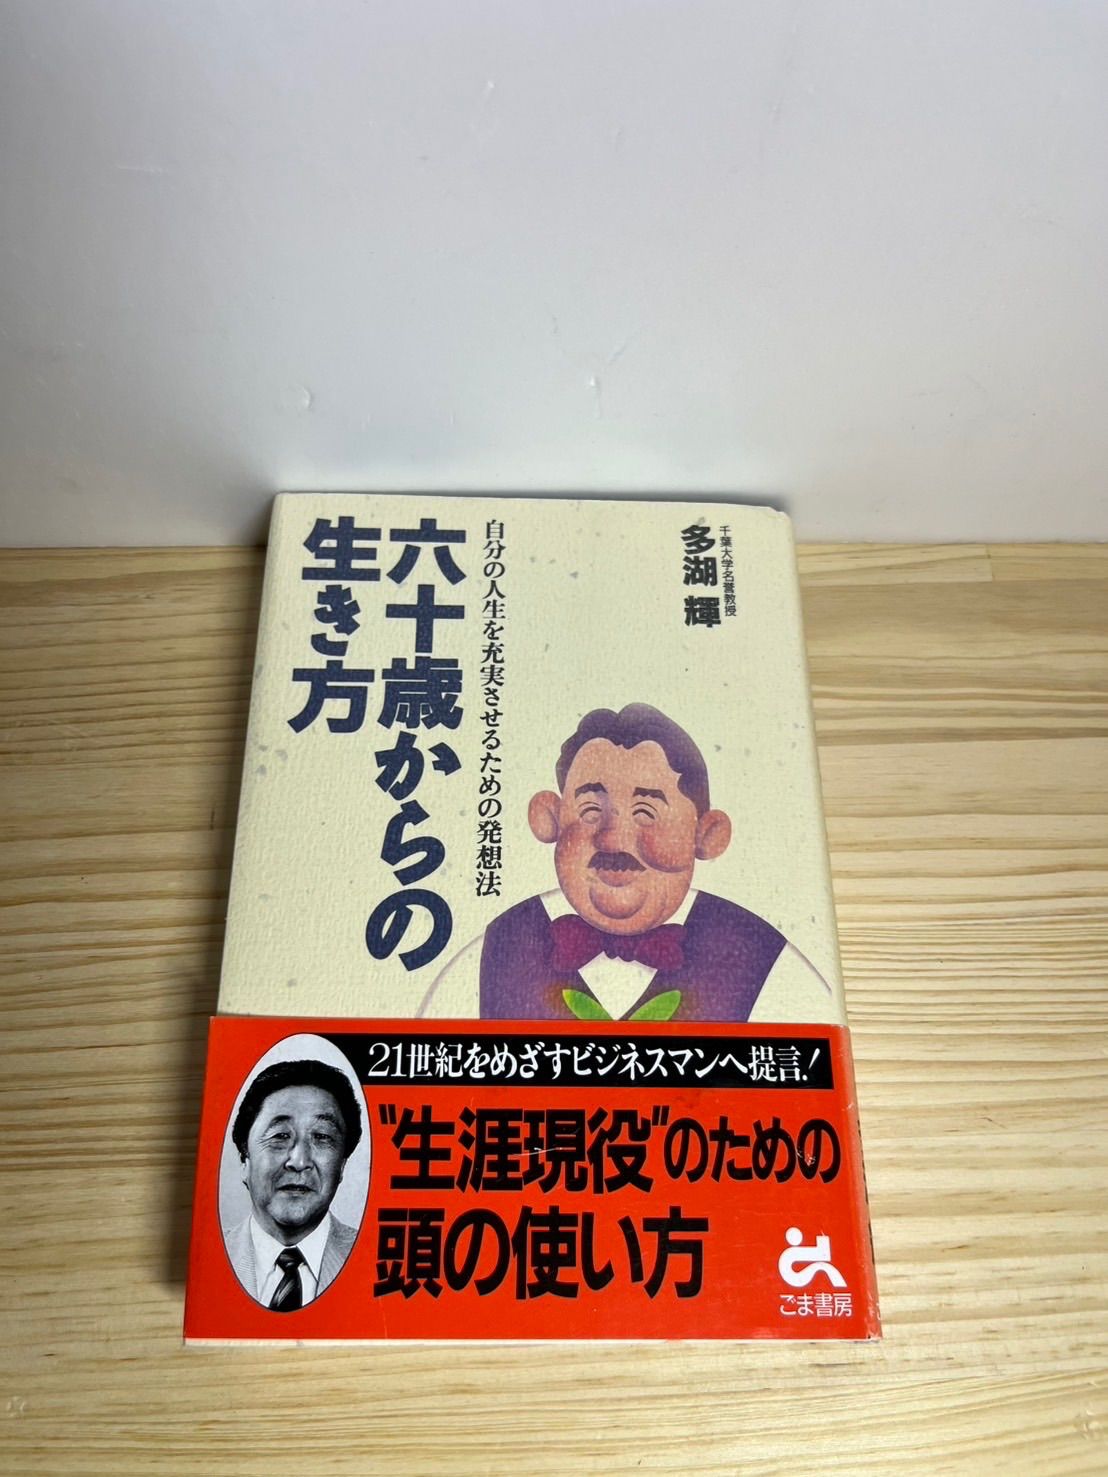 千葉大学名誉教授
多湖 輝
自分の人生を充実させるための発想法
六十歳からの
生き方
21世紀をめざすビジネスマンへ提言!
"生涯現役"のための
頭の使い方
ごま書房